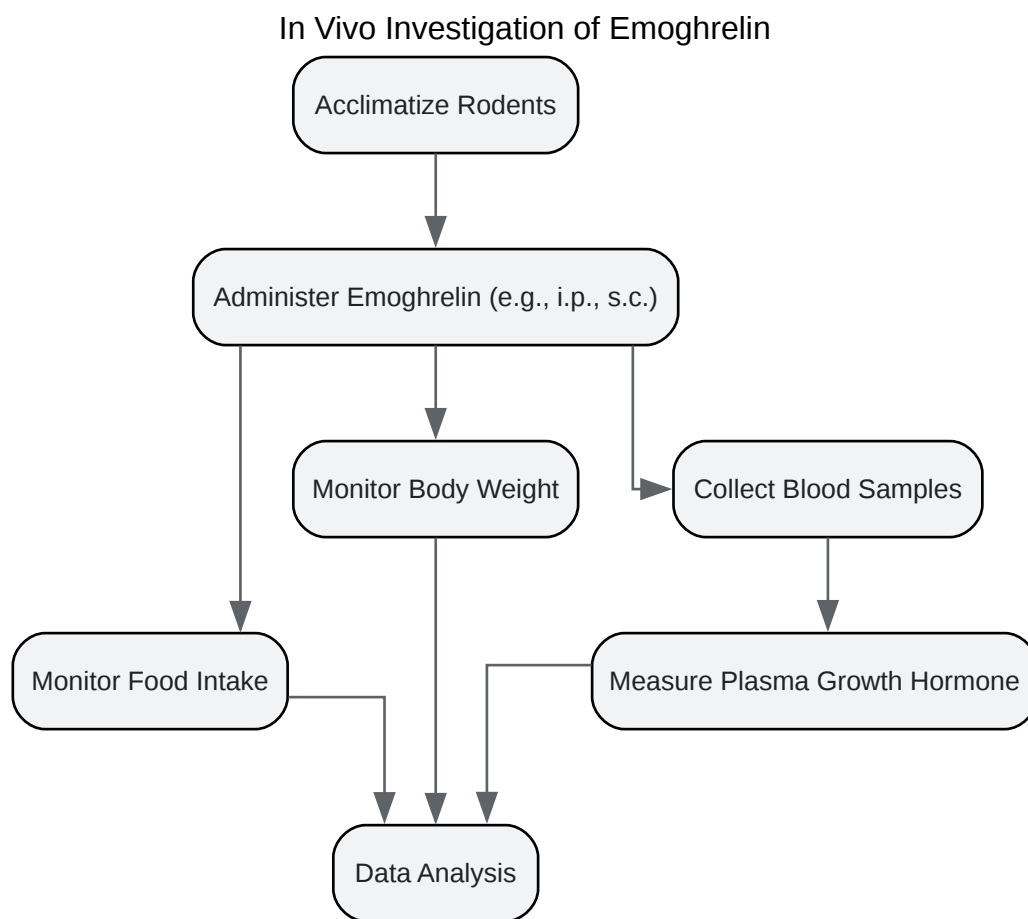 In Vivo Investigation of Emoghrelin
Acclimatize Rodents
Administer Emoghrelin (e.g., i.p., s.c.)
Monitor Body Weight
Collect Blood Samples
Monitor Food Intake
Measure Plasma Growth Hormone
Data Analysis